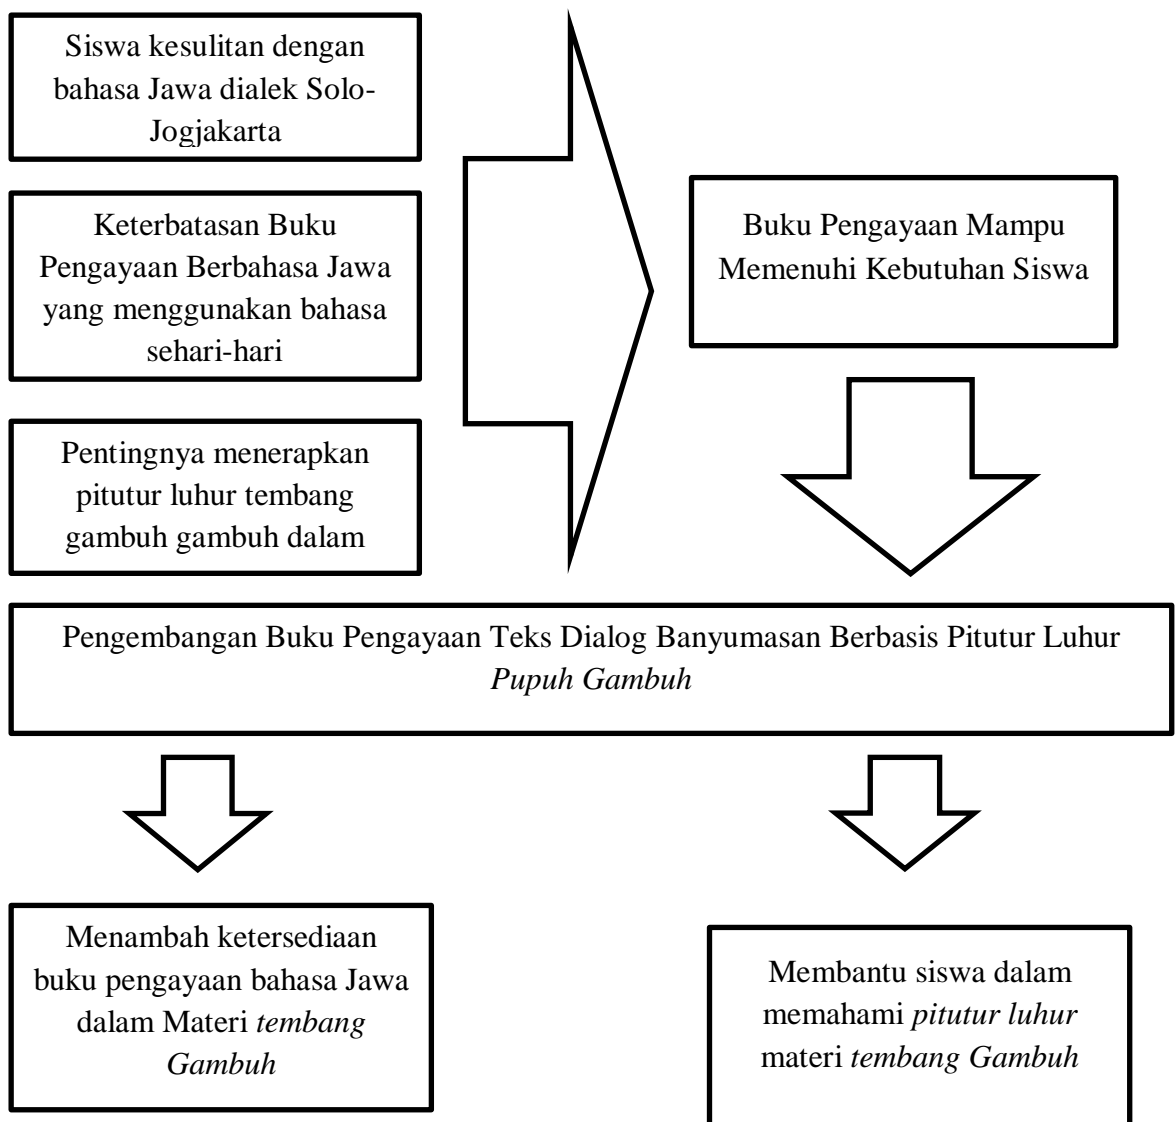 Siswa kesulitan dengan
bahasa Jawa dialek Solo-
Jogjakarta
Keterbatasan Buku
Pengayaan Berbahasa Jawa
yang menggunakan bahasa
sehari-hari
Pentingnya menerapkan
pitutur luhur tembang
gambuh gambuh dalam
Buku Pengayaan Mampu
Memenuhi Kebutuhan Siswa
Pengembangan Buku Pengayaan Teks Dialog Banyumasan Berbasis Pitutur Luhur
Pupuh Gambuh
Menambah ketersediaan
buku pengayaan bahasa Jawa
dalam Materi tembang
Gambuh
Membantu siswa dalam
memahami pitutur luhur
materi tembang Gambuh